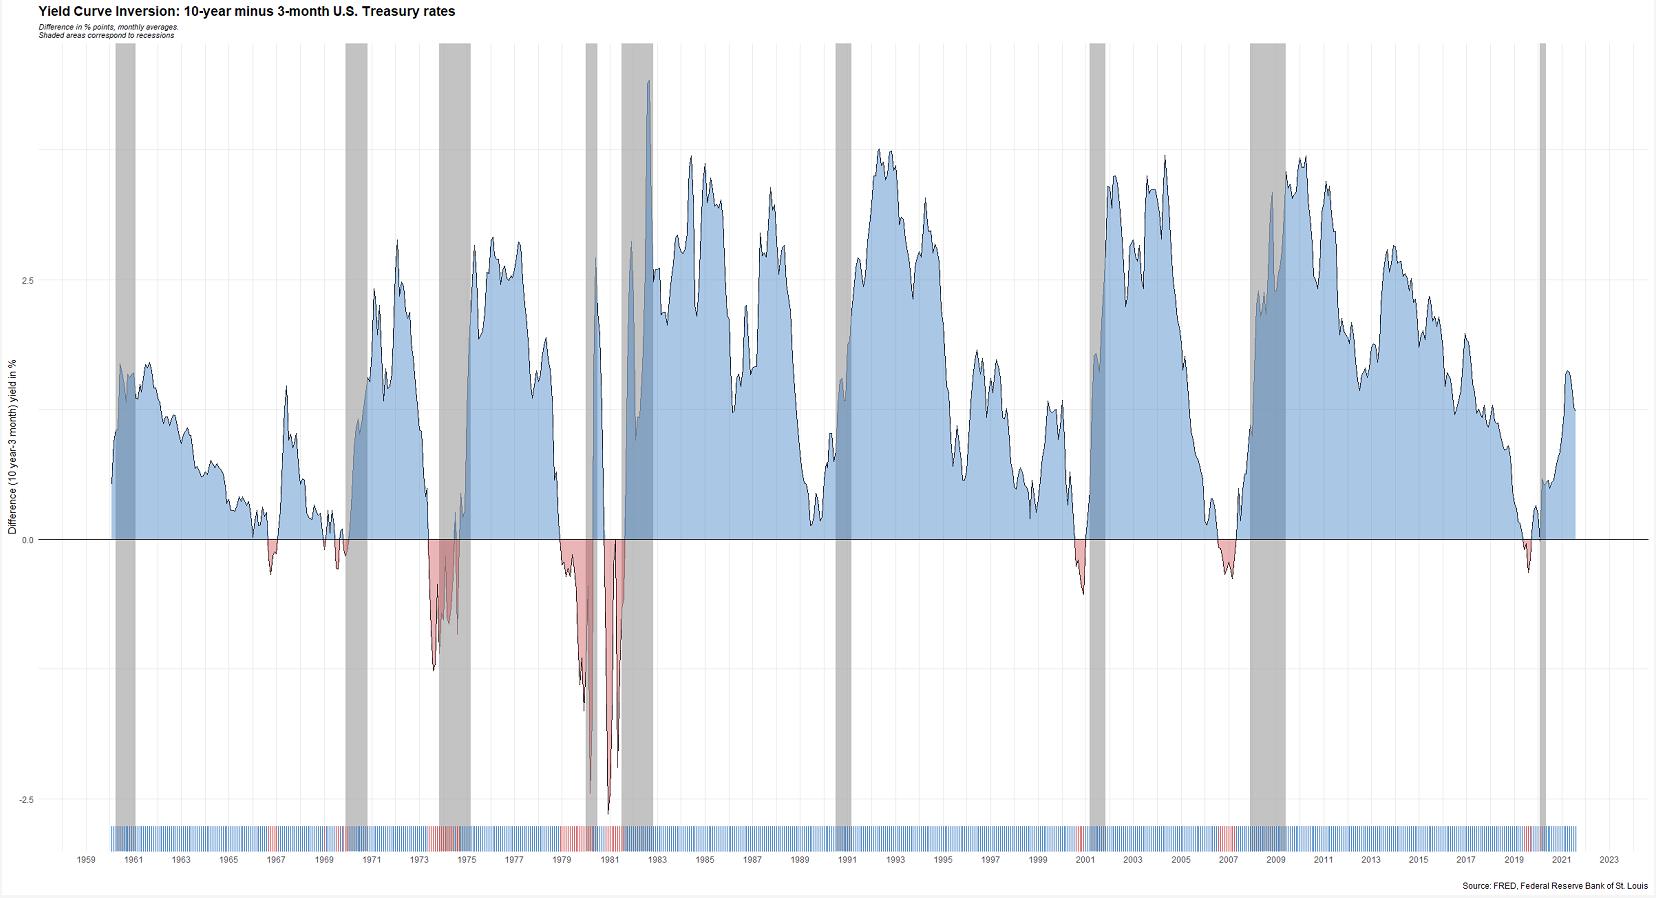 Yield Curve Inversion: 10-year minus 3-month U.S. Treasury rates
Difference in % points, monthly averages.
Shaded areas correspond to recessions
Difference (10 year-3 month) yield in %
2.5
0.0
-2.5
1959 1961 1963 1965 1967 1969 1971 1973 1975 1977 1979 1981 1983 1985 1987 1989 1991 1993 1995 1997 1999 2001 2003 2005 2007 2009 2011 2013 2015 2017 2019 2021 2023
Source: FRED, Federal Reserve Bank of St. Louis